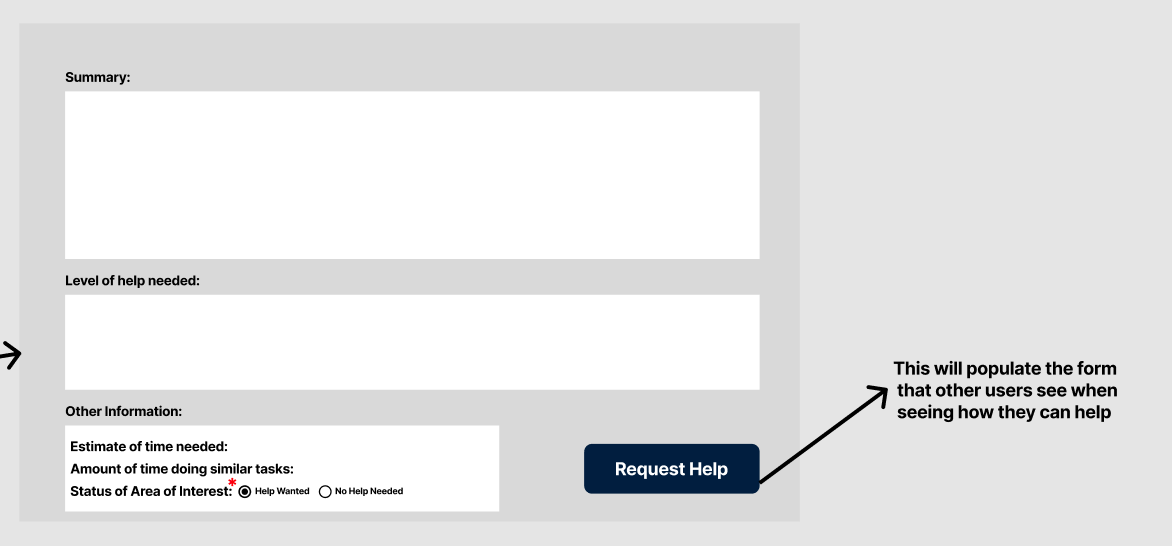 Summary:
Level of help needed:
Other Information:
Estimate of time needed:
Amount of time doing similar tasks:
Status of Area of Interest:* Help Wanted No Help Needed
Request Help
This will populate the form
that other users see when
seeing how they can help